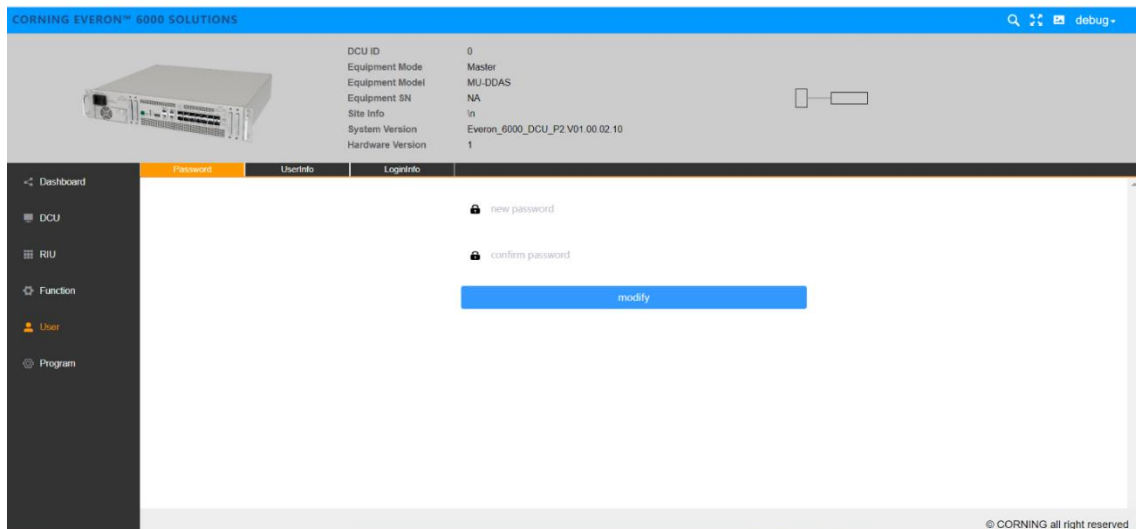 CORNING EVERON™ 6000 SOLUTIONS
debug
DCU ID 0
Equipment Mode Master
Equipment Model MU-DDAS
Equipment SN NA
Site Info \n
System Version Everon_6000_DCU_P2.V01.00.02.10
Hardware Version 1
Password UserInfo LoginInfo
Dashboard
DCU
RIU
Function
User
Program
new password
confirm password
modify
© CORNING all right reserved